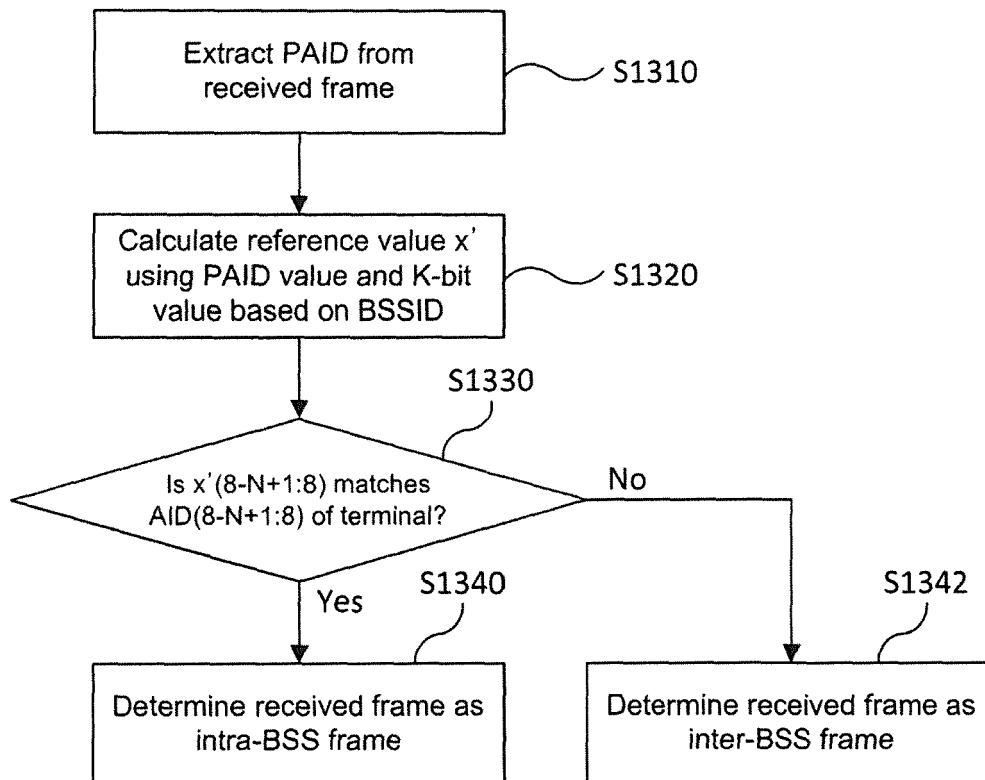 Extract PAID from
received frame
S1310
Calculate reference value x'
using PAID value and K-bit
value based on BSSID
S1320
S1330
Is x'(8-N+1:8) matches
AID(8-N+1:8) of terminal?
No
Yes
S1340
S1342
Determine received frame as
intra-BSS frame
Determine received frame as
inter-BSS frame